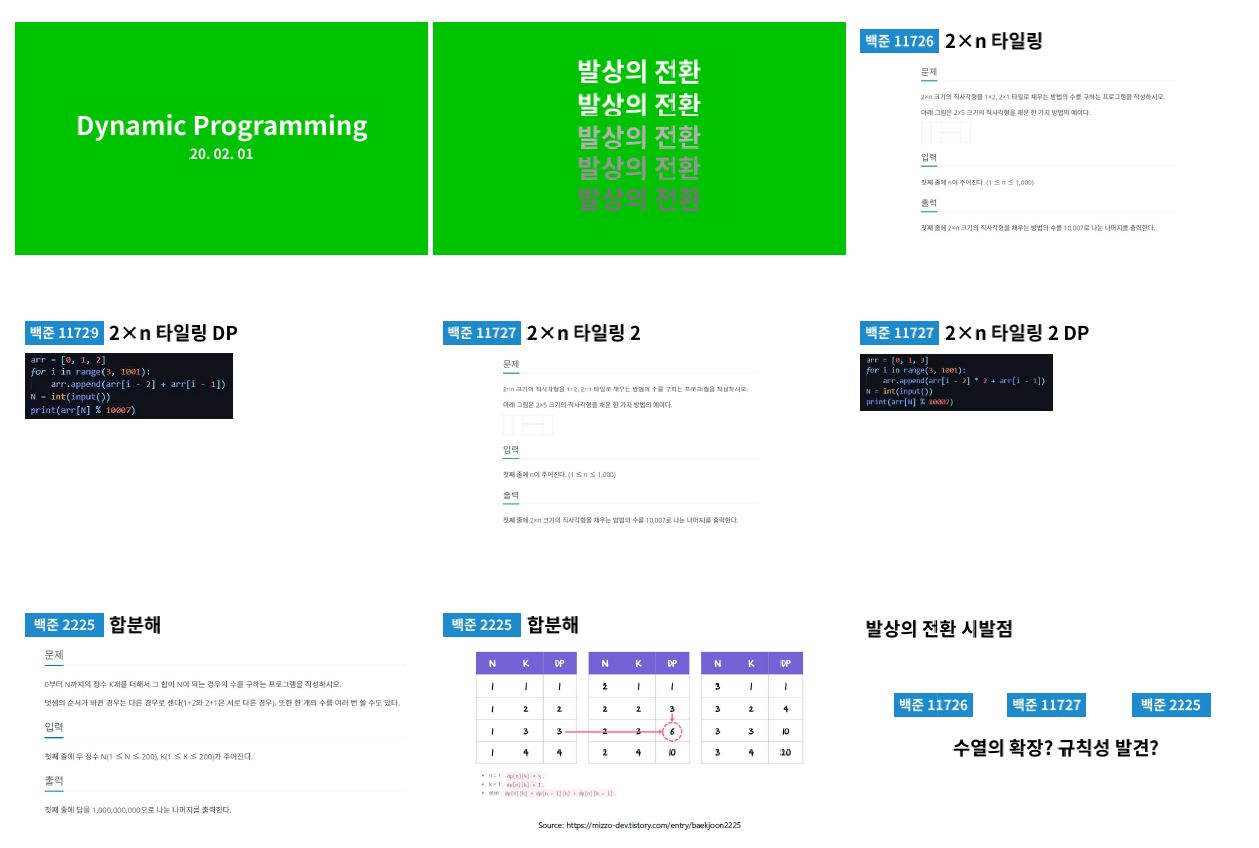 Dynamic Programming
20. 02. 01
발상의 전환
발상의 전환
발상의 전환
발상의 전환
발상의 전환
백준 11726 2×n 타일링
문제
2×n 크기의 직사각형을 1×2, 2×1 타일로 채우는 방법의 수를 구하는 프로그램을 작성하시오.
아래 그림은 2×5 크기의 직사각형을 채운 한 가지 방법의 예이다.
입력
첫째 줄에 n이 주어진다. (1 ≤ n ≤ 1,000)
출력
첫째 줄에 2×n 크기의 직사각형을 채우는 방법의 수를 10,007로 나눈 나머지를 출력한다.
백준 11729 2×n 타일링 DP
arr = [0, 1, 2]
for i in range(3, 1001):
arr.append(arr[i - 2] + arr[i - 1])
N = int(input())
print(arr[N] % 10007)
백준 11727 2×n 타일링 2
문제
2×n 크기의 직사각형을 1×2, 2×1 타일로 채우는 방법의 수를 구하는 프로그램을 작성하시오.
아래 그림은 2×5 크기의 직사각형을 채운 한 가지 방법의 예이다.
입력
첫째 줄에 n이 주어진다. (1 ≤ n ≤ 1,000)
출력
첫째 줄에 2×n 크기의 직사각형을 채우는 방법의 수를 10,007로 나눈 나머지를 출력한다.
백준 11727 2×n 타일링 2 DP
arr = [0, 1, 3]
for i in range(3, 1001):
arr.append(arr[i - 2] * 2 + arr[i - 1])
N = int(input())
print(arr[N] % 10007)
백준 2225 합분해
문제
0부터 N까지의 정수 K개를 더해서 그 합이 N이 되는 경우의 수를 구하는 프로그램을 작성하시오.
덧셈의 순서가 바뀐 경우는 다른 경우로 센다(1+2와 2+1은 서로 다른 경우). 또한 한 개의 수를 여러 번 쓸 수도 있다.
입력
첫째 줄에 두 정수 N(1 ≤ N ≤ 200), K(1 ≤ K ≤ 200)가 주어진다.
출력
첫째 줄에 답을 1,000,000,000으로 나눈 나머지를 출력한다.
백준 2225 합분해
N K DP N K DP N K DP
1 1 1 2 1 1 3 1 1
1 2 2 2 2 3 3 2 4
1 3 3 2 3 6 3 3 10
1 4 4 2 4 10 3 4 20
n = 1 : dp[n][k] = k
k = 1 : dp[n][k] = 1
else : dp[n][k] = dp[n - 1][k] + dp[n][k - 1]
Source: https://mizzo-dev.tistory.com/entry/baekjoon2225
발상의 전환 시발점
백준 11726 백준 11727 백준 2225
수열의 확장? 규칙성 발견?